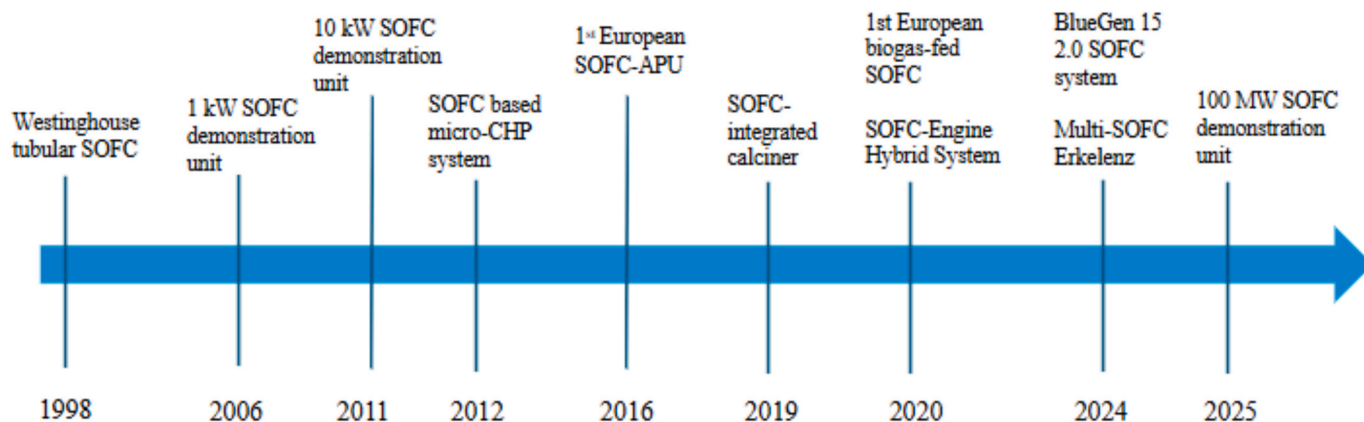 Westinghouse
tubular SOFC
1 kW SOFC
demonstration
unit
10 kW SOFC
demonstration
unit
SOFC based
micro-CHP
system
1st European
SOFC-APU
SOFC-
integrated
calciner
1st European
biogas-fed
SOFC
SOFC-Engine
Hybrid System
BlueGen 15
2.0 SOFC
system
Multi-SOFC
Erkelenz
100 MW SOFC
demonstration
unit
1998
2006
2011
2012
2016
2019
2020
2024
2025